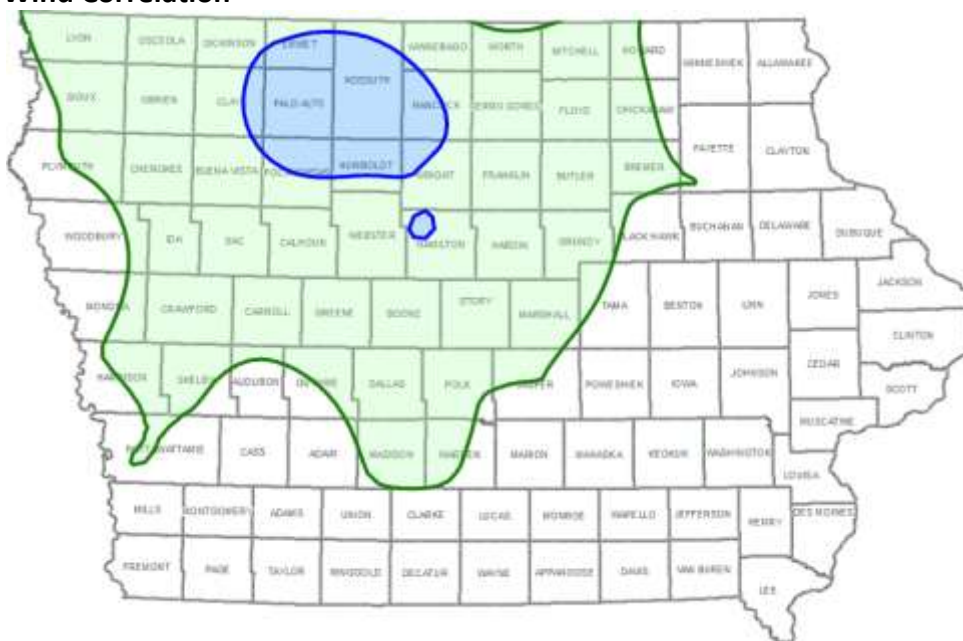 Wind Correlation
LYON OSCEOLA DICKINSON EMMET WINNEBAGO WORTH MITCHELL HOWARD WINNESHIEK ALLAMAKEE
SIOUX OBRIEN CLAY PALO ALTO KOSSUTH HANCOCK CERRO GORDO FLOYD CHICKASAW
PLYMOUTH CHEROKEE BUENA VISTA POCAHONTAS HUMBOLDT WRIGHT FRANKLIN BUTLER BREMER FAYETTE CLAYTON
WOODBURY IDA SAC CALHOUN WEBSTER HAMILTON HARDIN GRUNDY BLACK HAWK BUCHANAN DELAWARE DUBUQUE
MONONA CRAWFORD CARROLL GREENE BOONE STORY MARSHALL TAMA BENTON LINN JONES JACKSON
CLINTON
HARRISON SHELBY AUDUBON GUTHRIE DALLAS POLK JASPER POWESHIEK IOWA JOHNSON CEDAR SCOTT
MUSCATINE
POTTAWATTAMIE CASS ADAIR MADISON WARREN MARION MAHASKA KEOKUK WASHINGTON LOUISA
MILLS MONTGOMERY ADAMS UNION CLARKE LUCAS MONROE WAPELLO JEFFERSON HENRY DES MOINES
FREMONT PAGE TAYLOR RINGGOLD DECATUR WAYNE APPANOOSE DAVIS VAN BUREN LEE